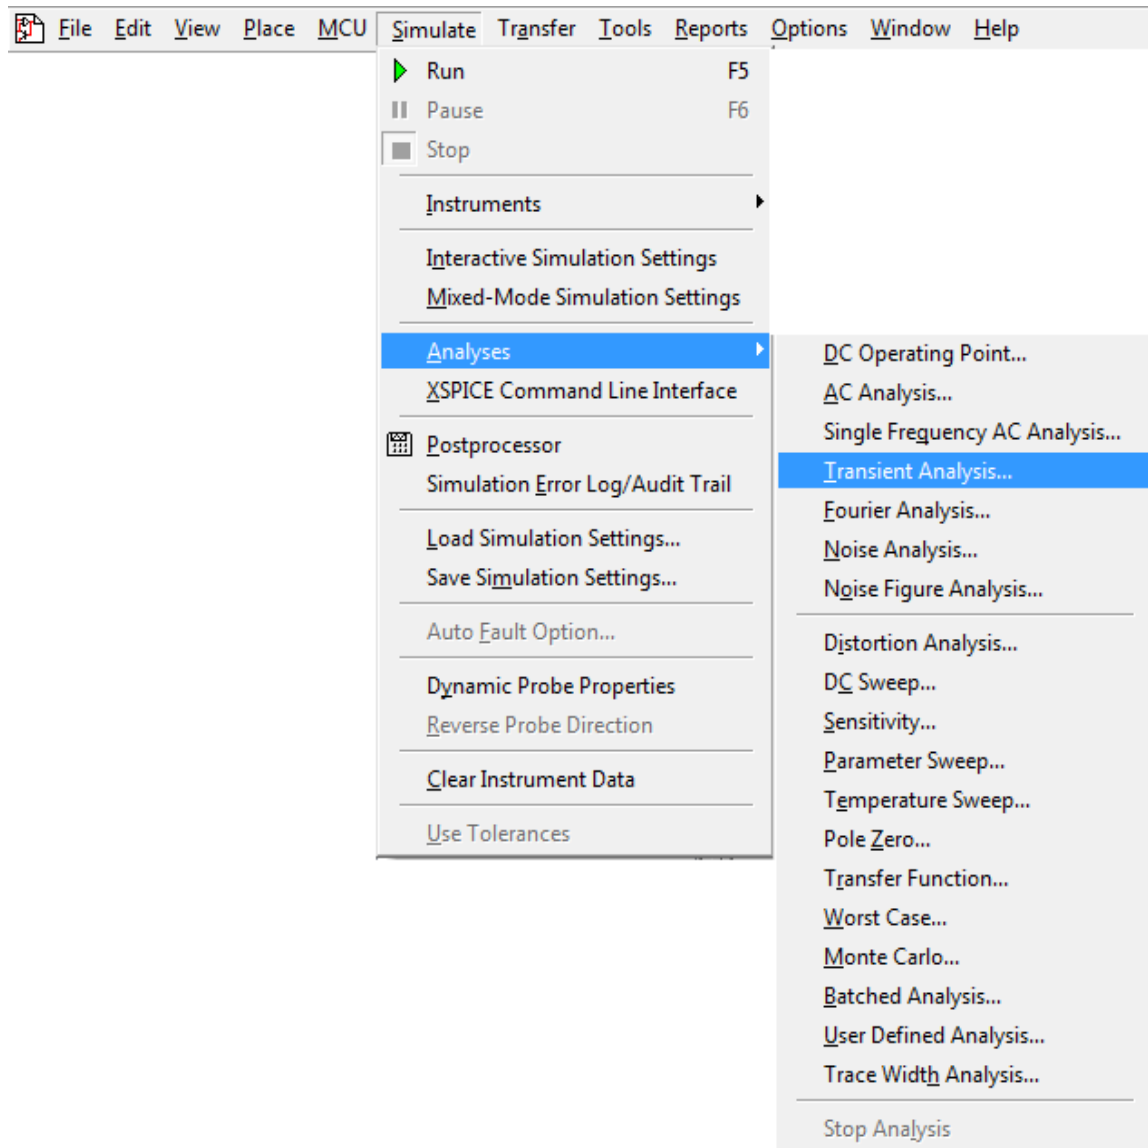 File Edit View Place MCU Simulate Transfer Tools Reports Options Window Help
Run F5
Pause F6
Stop
Instruments
Interactive Simulation Settings
Mixed-Mode Simulation Settings
Analyses
XSPICE Command Line Interface
Postprocessor
Simulation Error Log/Audit Trail
Load Simulation Settings...
Save Simulation Settings...
Auto Fault Option...
Dynamic Probe Properties
Reverse Probe Direction
Clear Instrument Data
Use Tolerances
DC Operating Point...
AC Analysis...
Single Frequency AC Analysis...
Transient Analysis...
Fourier Analysis...
Noise Analysis...
Noise Figure Analysis...
Distortion Analysis...
DC Sweep...
Sensitivity...
Parameter Sweep...
Temperature Sweep...
Pole Zero...
Transfer Function...
Worst Case...
Monte Carlo...
Batched Analysis...
User Defined Analysis...
Trace Width Analysis...
Stop Analysis